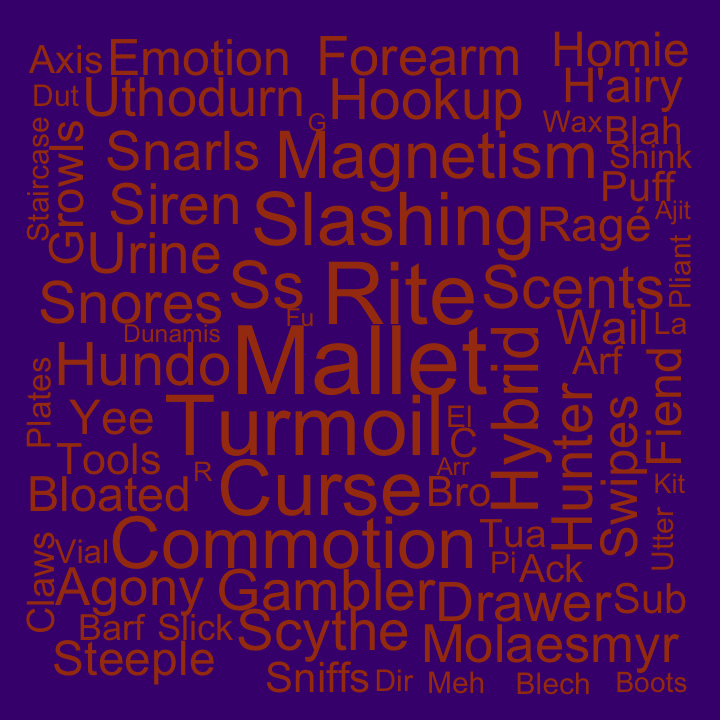 Axis Emotion Forearm Homie
Dut Uthodurn Hookup H'airy
G Wax Blah
Staircase Growls Snarls Magnetism Shink
Siren Slashing Puff
Ragé Ajit
Urine Ss Rite Scents Pliant
Snores Fu Wail La
Dunamis
Hundo Mallet Hybrid Arf Fiend
Plates Yee Turmoil El Hunter Swipes
C
Tools R Curse Arr Kit
Bloated Bro
Commotion Tua Utter
Claws Vial Pi Ack
Agony Gambler Drawer Sub
Barf Slick Scythe Molaesmyr
Steeple Sniffs Dir Meh Blech Boots